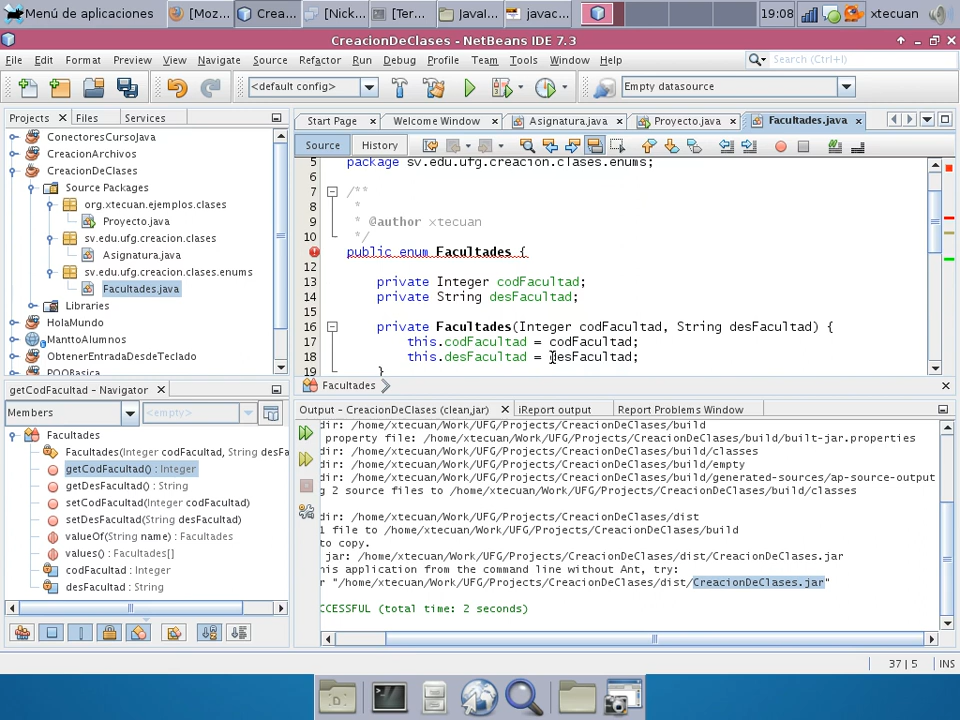 Menú de aplicaciones
[Moz...
Crea...
[Nick...
[Ter...
JavaI...
javac...
19:08
xtecuan
CreacionDeClases - NetBeans IDE 7.3
File Edit Format Preview View Navigate Source Refactor Run Debug Profile Team Tools Window Help
Search (Ctrl+I)
<default config>
Empty datasource
Projects Files Services
Start Page Welcome Window Asignatura.java Proyecto.java Facultades.java
Source History
ConectoresCursoJava
CreacionArchivos
CreacionDeClases
Source Packages
org.xtecuan.ejemplos.clases
Proyecto.java
sv.edu.ufg.creacion.clases
Asignatura.java
sv.edu.ufg.creacion.clases.enums
Facultades.java
Libraries
HolaMundo
ManttoAlumnos
ObtenerEntradaDesdeTeclado
POOBasica
5 package sv.edu.ufg.creacion.clases.enums;
6
7 /**
8 *
9 * @author xtecuan
10 */
public enum Facultades {
12
13 private Integer codFacultad;
14 private String desFacultad;
15
16 private Facultades(Integer codFacultad, String desFacultad) {
17 this.codFacultad = codFacultad;
18 this.desFacultad = desFacultad;
19 }
Facultades
getCodFacultad - Navigator
Members
<empty>
Facultades
Facultades(Integer codFacultad, String desFa
getCodFacultad() : Integer
getDesFacultad() : String
setCodFacultad(Integer codFacultad)
setDesFacultad(String desFacultad)
valueOf(String name) : Facultades
values() : Facultades[]
codFacultad : Integer
desFacultad : String
Output - CreacionDeClases (clean,jar) iReport output Report Problems Window
dir: /home/xtecuan/Work/UFG/Projects/CreacionDeClases/build
property file: /home/xtecuan/Work/UFG/Projects/CreacionDeClases/build/built-jar.properties
dir: /home/xtecuan/Work/UFG/Projects/CreacionDeClases/build/classes
dir: /home/xtecuan/Work/UFG/Projects/CreacionDeClases/build/empty
dir: /home/xtecuan/Work/UFG/Projects/CreacionDeClases/build/generated-sources/ap-source-output
g 2 source files to /home/xtecuan/Work/UFG/Projects/CreacionDeClases/build/classes
dir: /home/xtecuan/Work/UFG/Projects/CreacionDeClases/dist
1 file to /home/xtecuan/Work/UFG/Projects/CreacionDeClases/build
to copy.
jar: /home/xtecuan/Work/UFG/Projects/CreacionDeClases/dist/CreacionDeClases.jar
his application from the command line without Ant, try:
r "/home/xtecuan/Work/UFG/Projects/CreacionDeClases/dist/CreacionDeClases.jar"
CCESSFUL (total time: 2 seconds)
37 | 5 INS